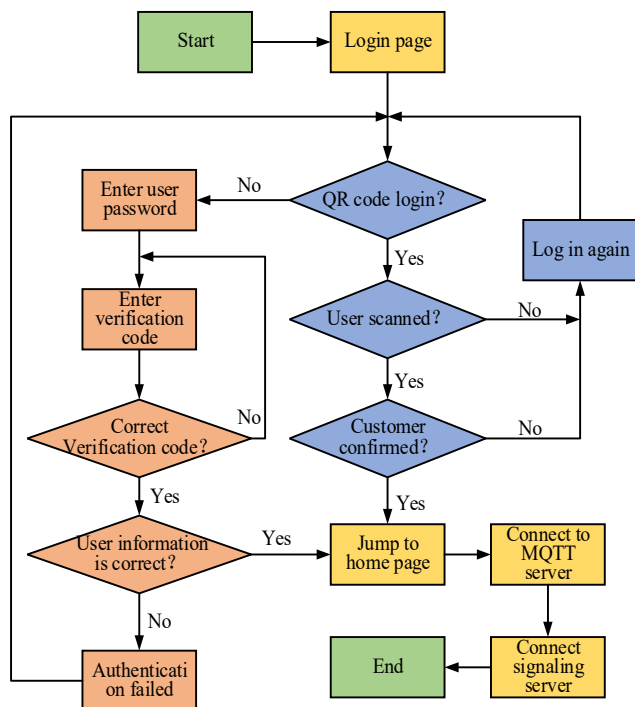 Start
Login page
No
Enter user
password
QR code login?
Log in again
Yes
Enter
verification
code
User scanned?
No
Yes
Correct
Verification code?
No
Customer
confirmed?
No
Yes
Yes
User information
is correct?
Yes
Jump to
home page
Connect to
MQTT
server
No
Authenticati
on failed
End
Connect
signaling
server